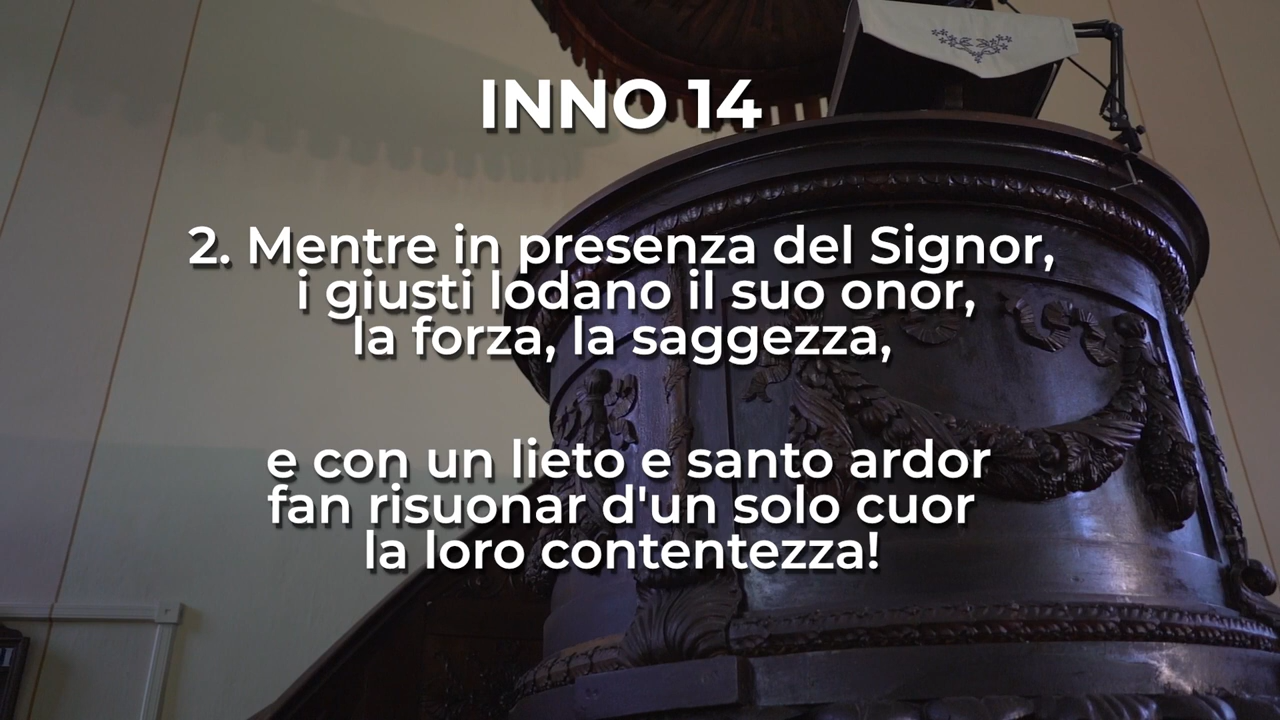 INNO 14
2. Mentre in presenza del Signor,
i giusti lodano il suo onor,
la forza, la saggezza,
e con un lieto e santo ardor
fan risuonar d'un solo cuor
la loro contentezza!